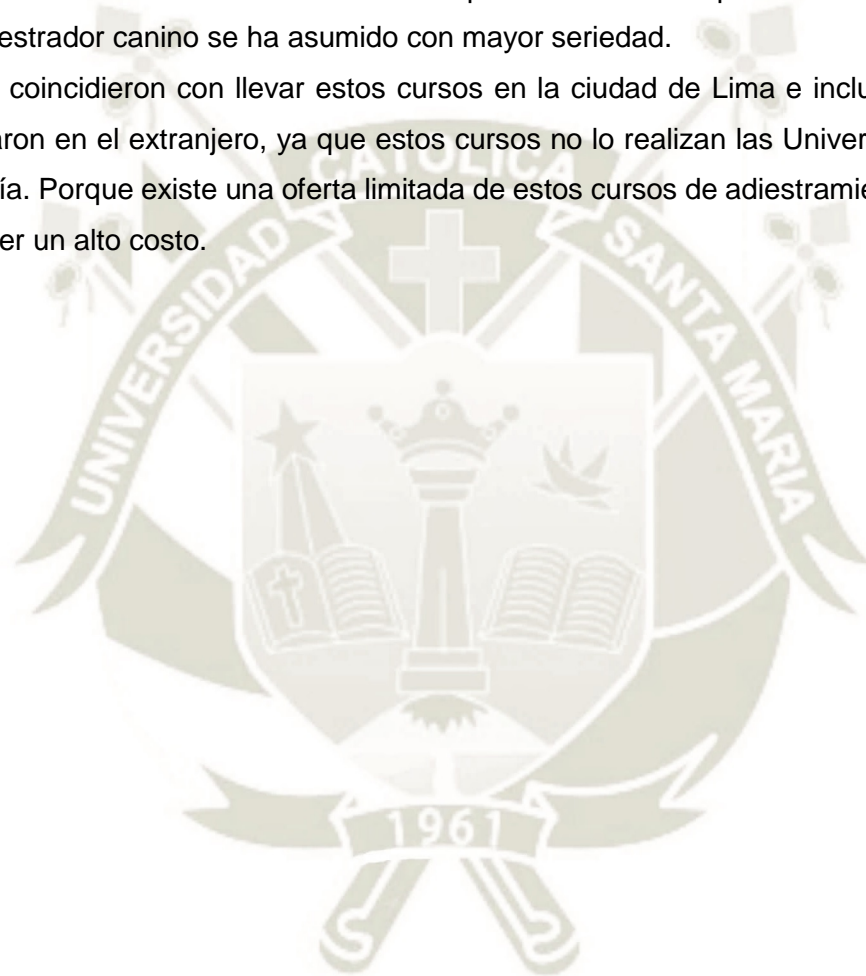 estrador canino se ha asumido con mayor seriedad.
coincidieron con llevar estos cursos en la ciudad de Lima e inclu
aron en el extranjero, ya que estos cursos no lo realizan las Univer
ía. Porque existe una oferta limitada de estos cursos de adiestramie
er un alto costo.
UNIVERSIDAD CATÓLICA SANTA MARIA
1961